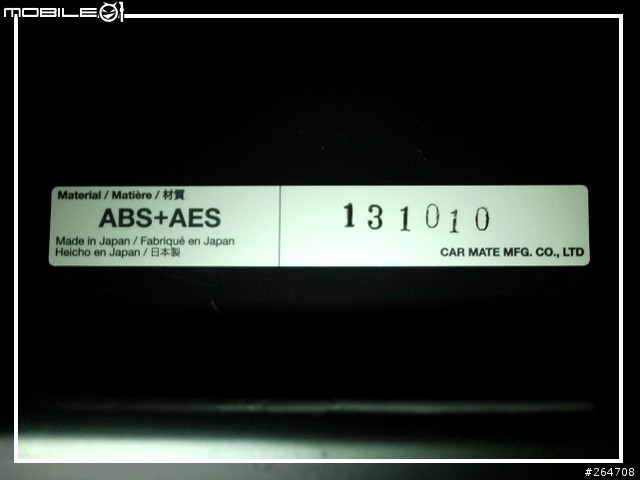 MOBILE01
Material / Matière / 材質
ABS+AES
Made in Japan / Fabriqué en Japan
Heicho en Japan / 日本製
131010
CAR MATE MFG. CO., LTD
#264708